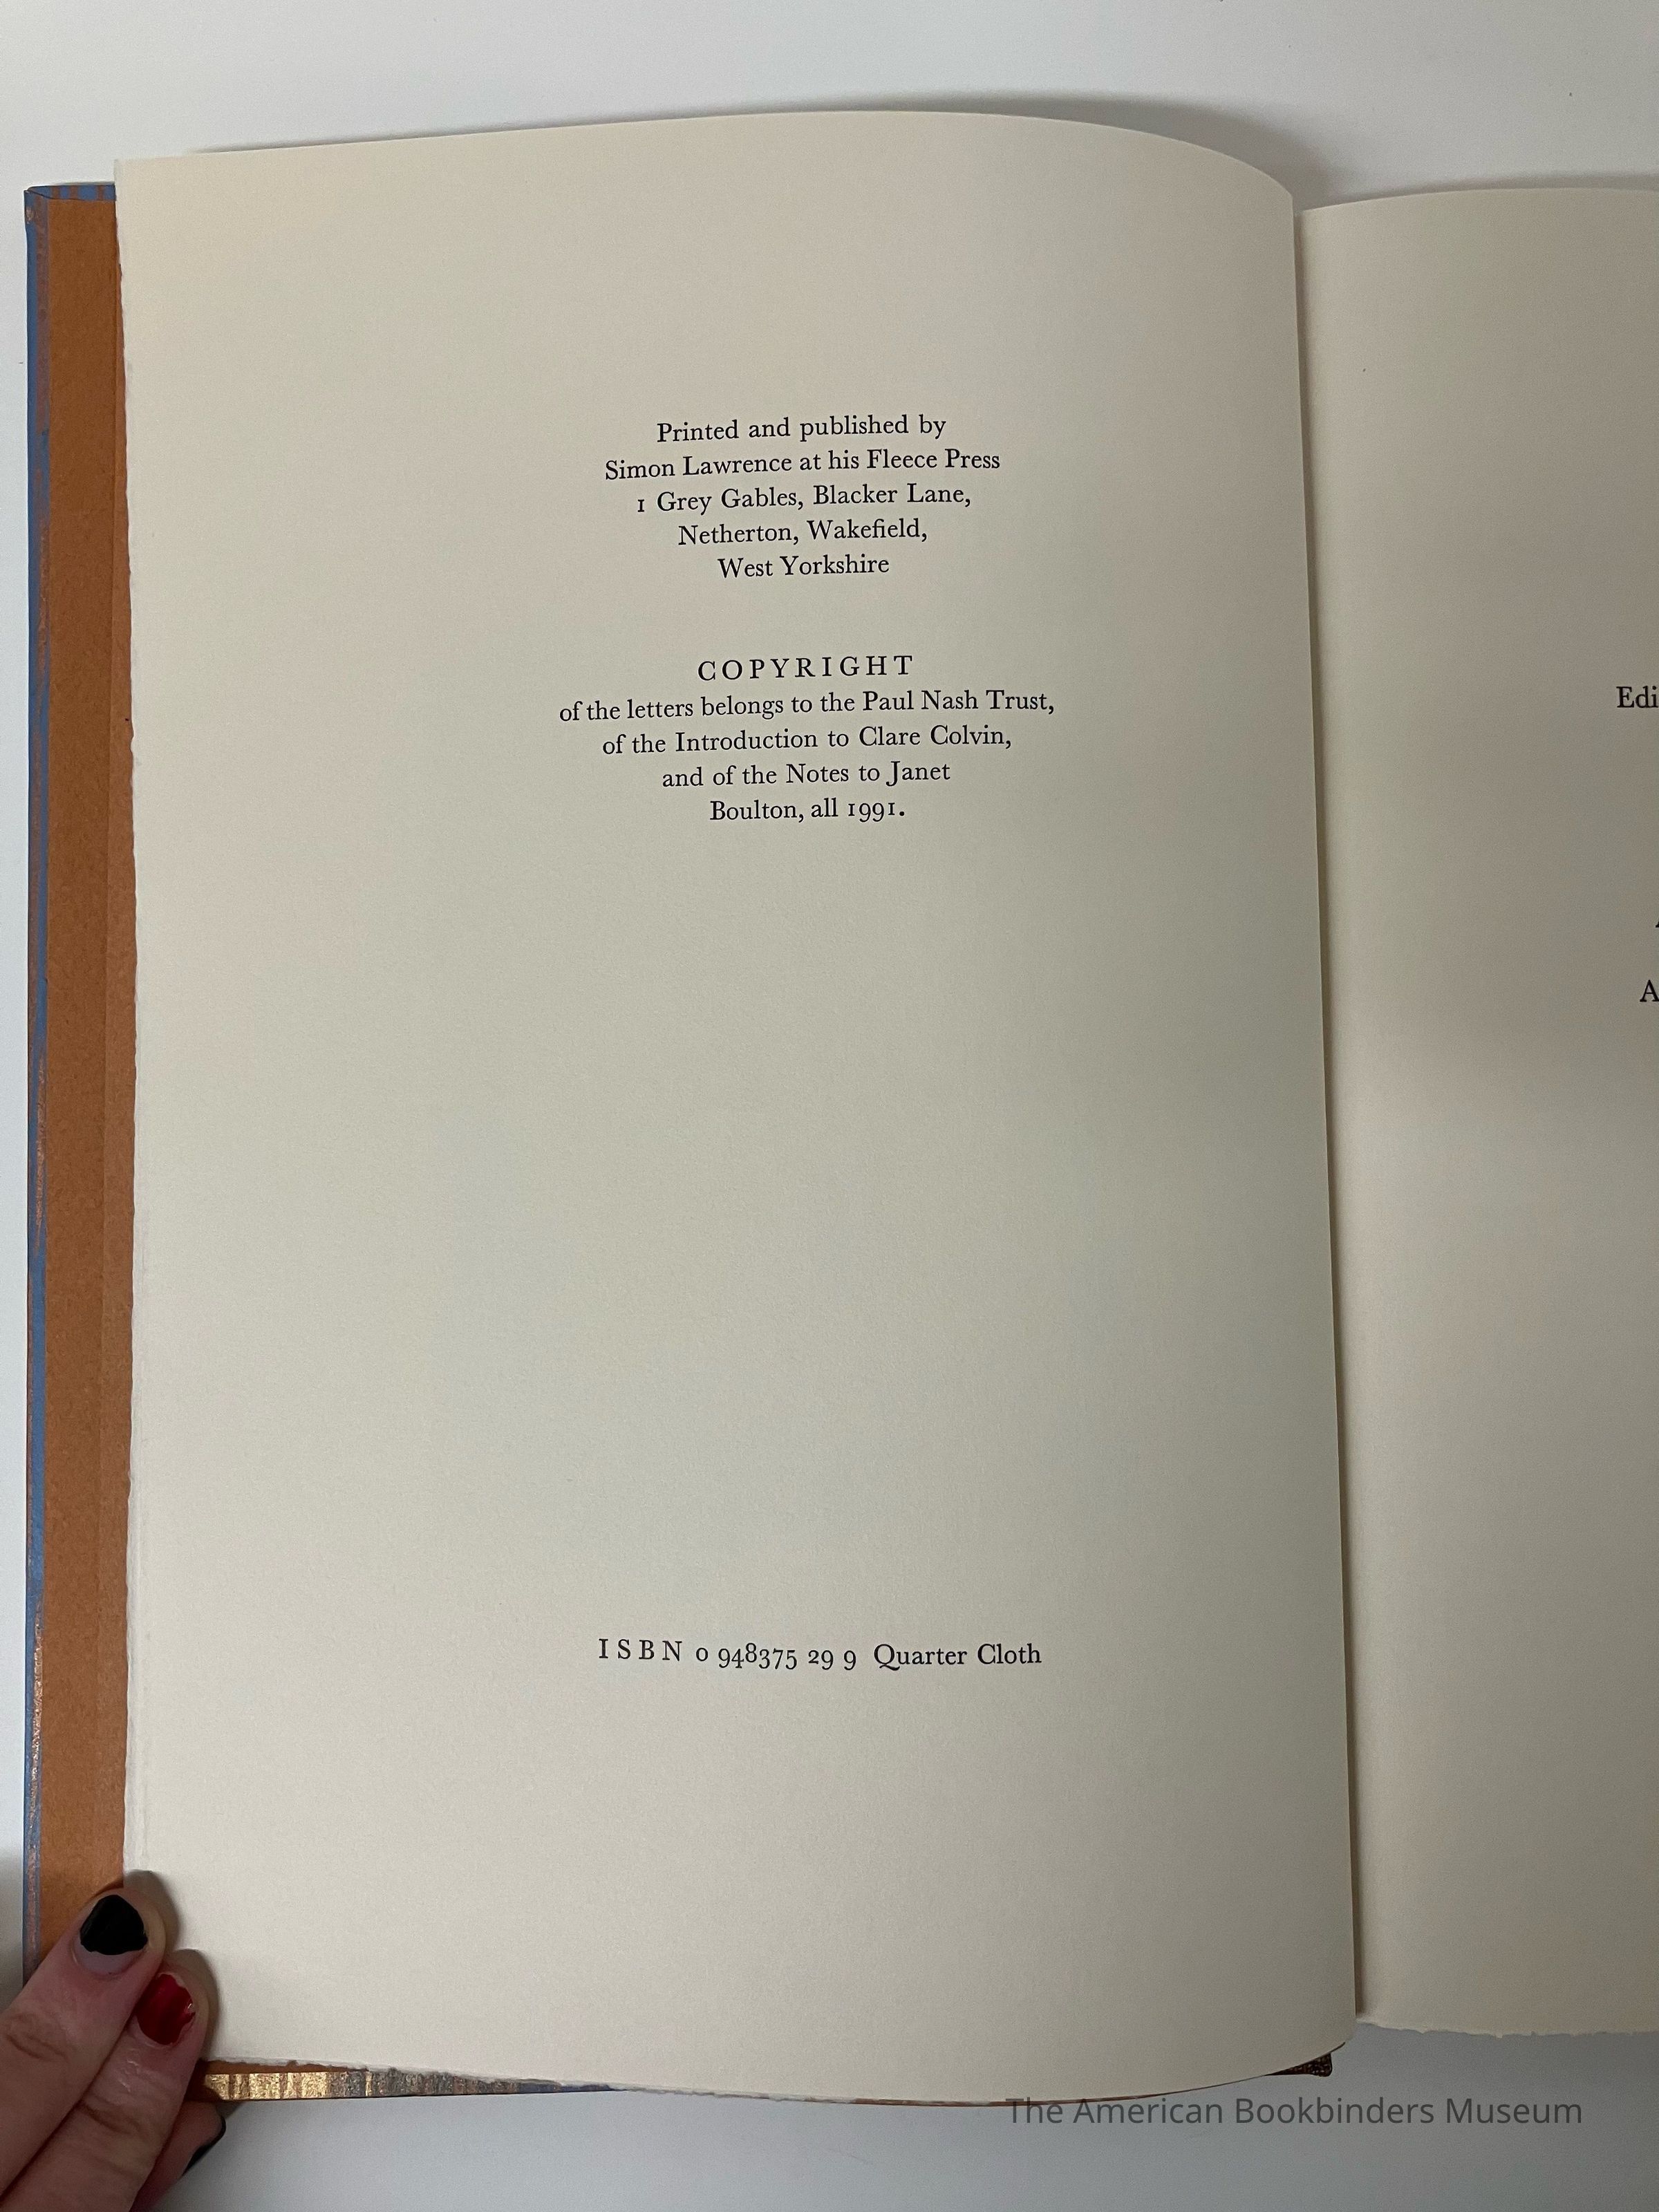 Printed and published by
Simon Lawrence at his Fleece Press
1 Grey Gables, Blacker Lane,
Netherton, Wakefield,
West Yorkshire
COPYRIGHT
of the letters belongs to the Paul Nash Trust,
of the Introduction to Clare Colvin,
and of the Notes to Janet
Boulton, all 1991.
ISBN 0 948375 29 9 Quarter Cloth
Edi
A
The American Bookbinders Museum